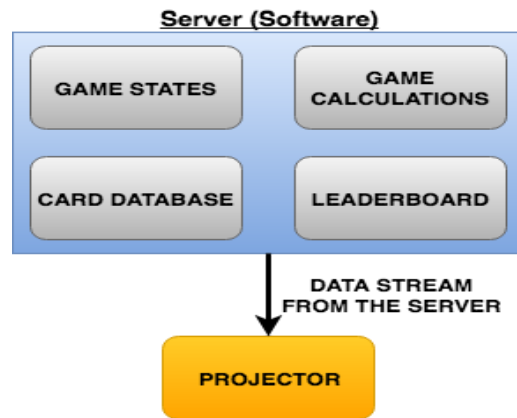 Server (Software)
GAME STATES
GAME
CALCULATIONS
CARD DATABASE
LEADERBOARD
DATA STREAM
FROM THE SERVER
PROJECTOR